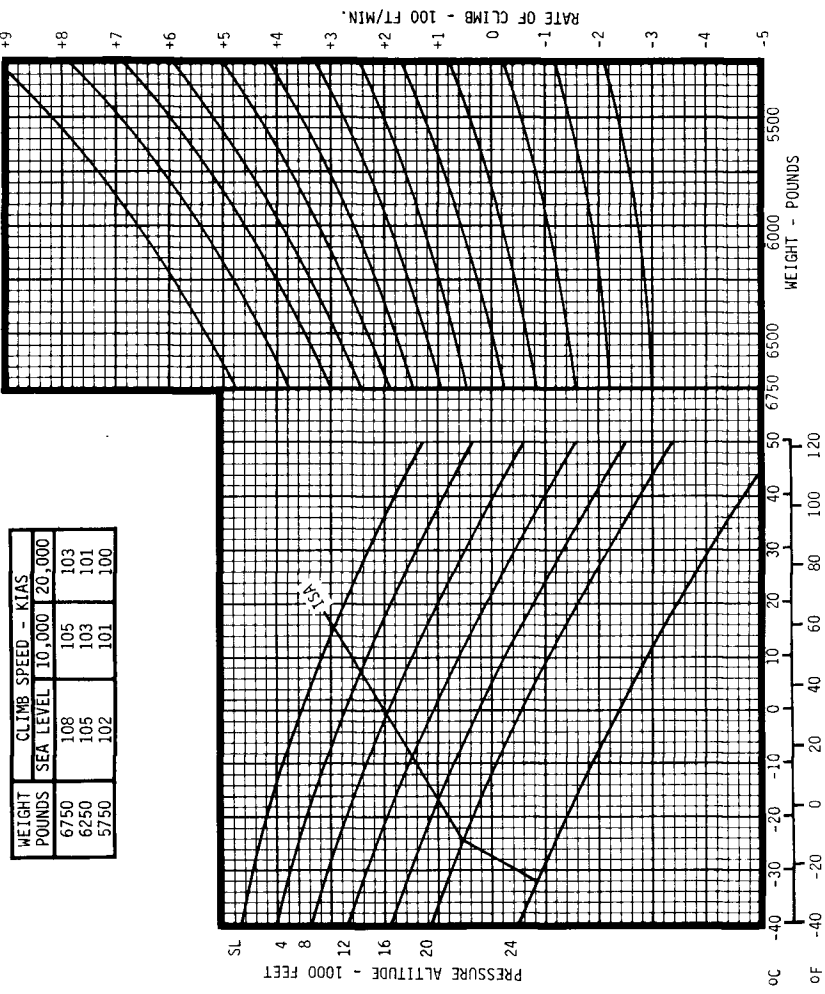 WEIGHT POUNDS | CLIMB SPEED - KIAS
SEA LEVEL | 10,000 | 20,000
6750 | 108 | 105 | 103
6250 | 105 | 103 | 101
5750 | 102 | 101 | 100
RATE OF CLIMB - 100 FT/MIN.
+9
+8
+7
+6
+5
+4
+3
+2
+1
0
-1
-2
-3
-4
-5
ISA
PRESSURE ALTITUDE - 1000 FEET
SL
4
8
12
16
20
24
°C
-40 -30 -20 -10 0 10 20 30 40 50
°F
-40 -20 0 20 40 60 80 100 120
6750 6500 6000 5500
WEIGHT - POUNDS